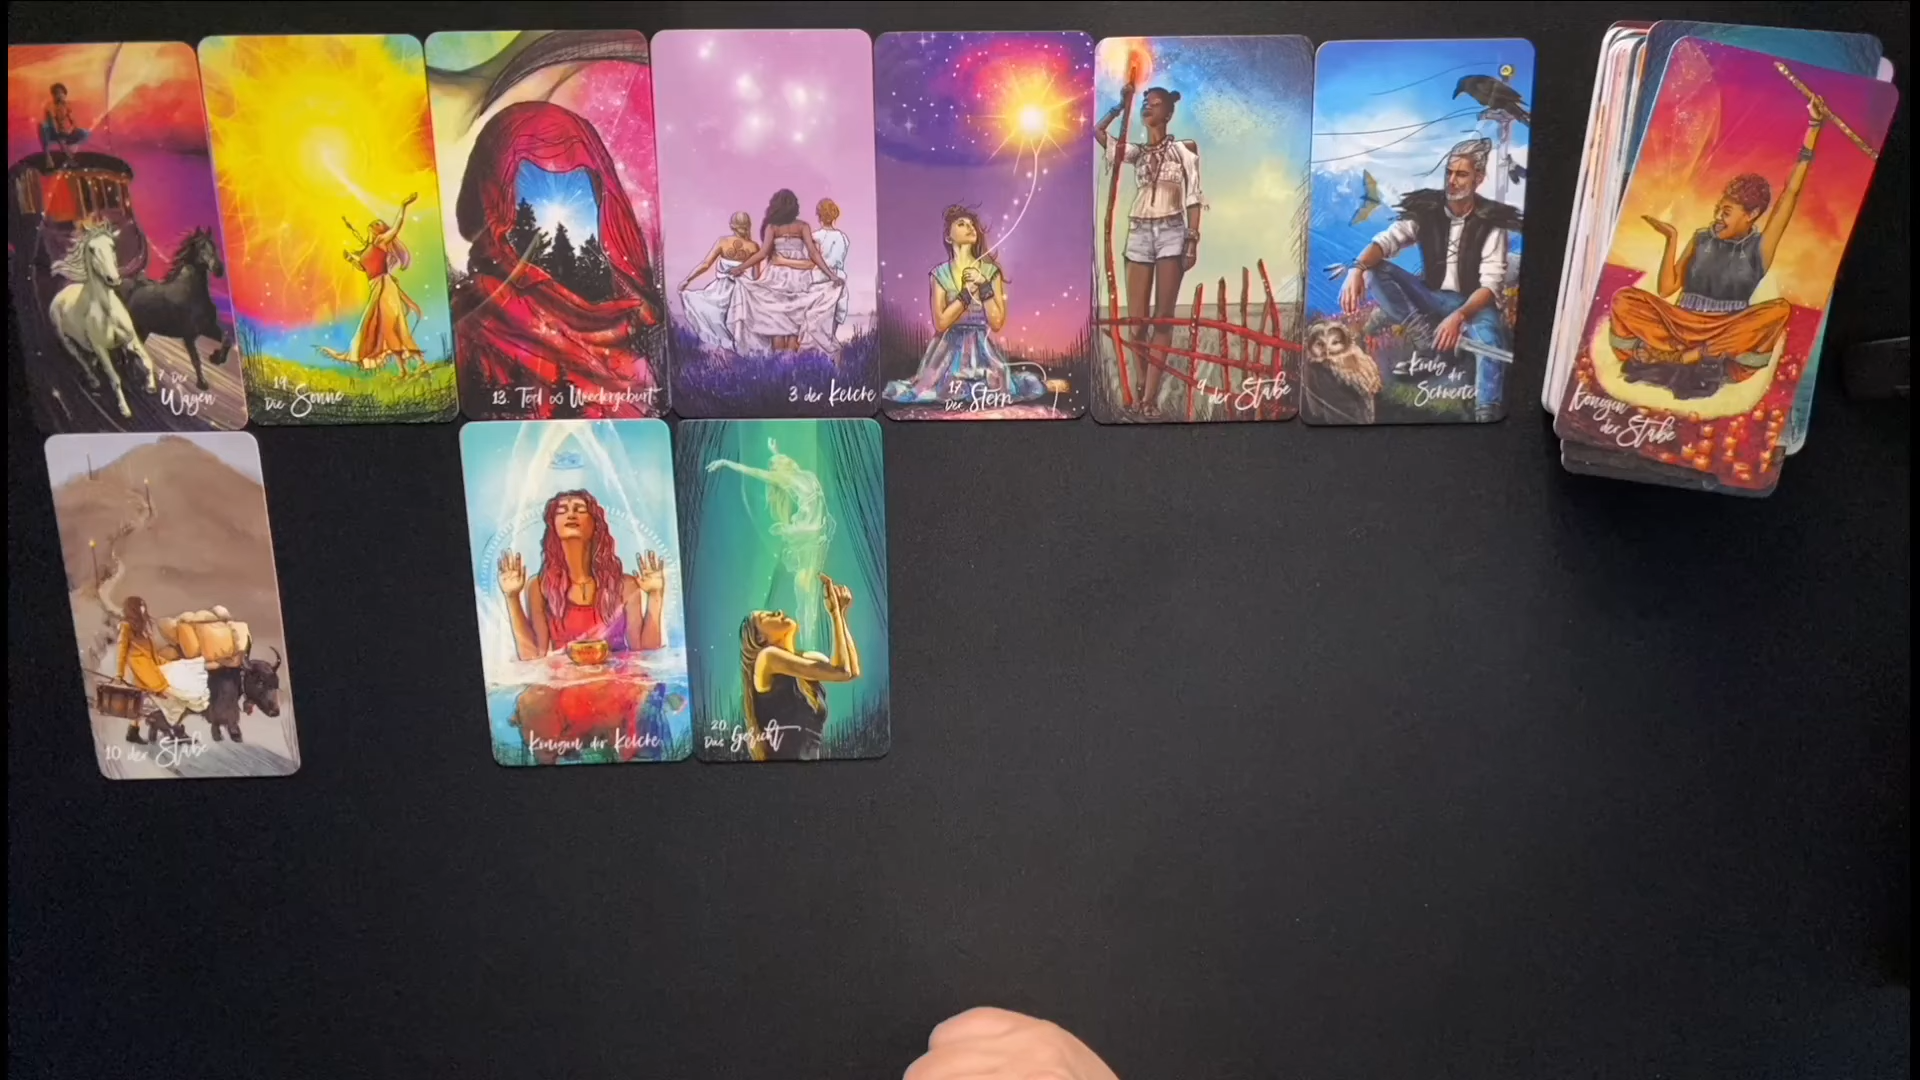 7. Der
Wagen
19.
Die Sonne
13. Tod ∞ Wiedergeburt
3 der Kelche
17.
Der Stern
9 der Stäbe
König der
Schwerter
Königin
der Stäbe
10 der Stäbe
Königin der Kelche
20.
Das Gericht